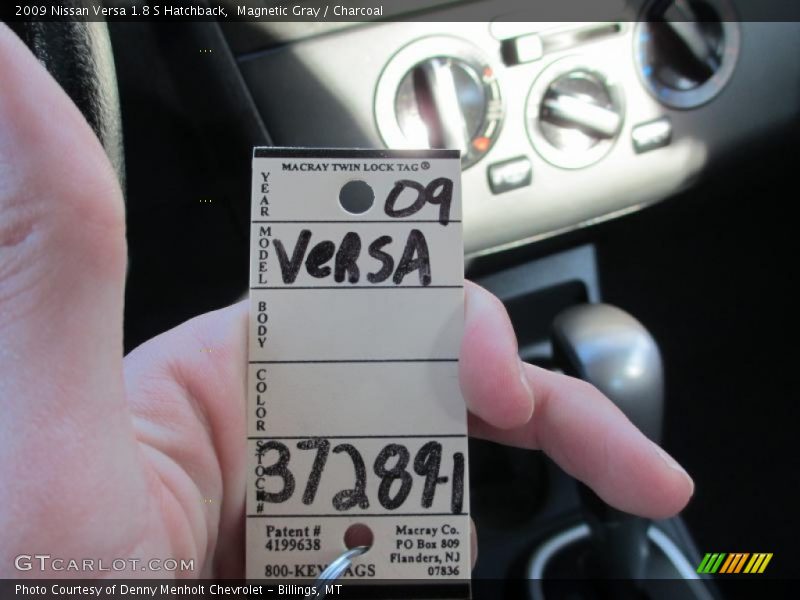 2009 Nissan Versa 1.8 S Hatchback,  Magnetic Gray / Charcoal
MACRAY TWIN LOCK TAG®
YEAR 09
MODEL VERSA
BODY
COLOR
STOCK# 372891
Patent #
4199638
Macray Co.
PO Box 809
Flanders, NJ
07836
800-KEY TAGS
GTCARLOT.COM
Photo Courtesy of Denny Menholt Chevrolet - Billings, MT